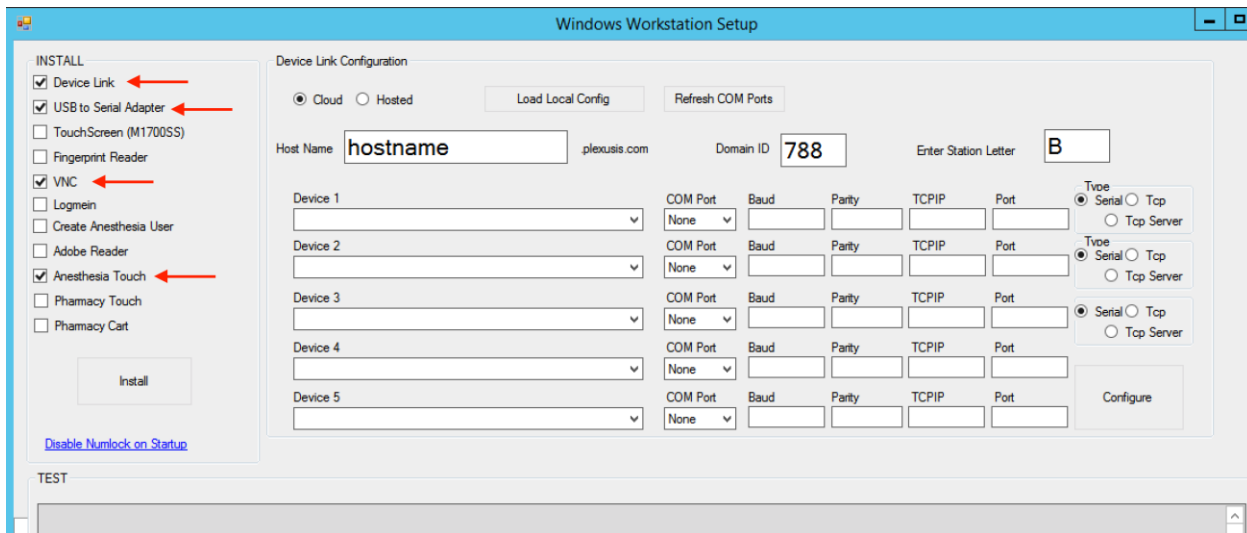 Windows Workstation Setup
INSTALL
Device Link
USB to Serial Adapter
TouchScreen (M1700SS)
Fingerprint Reader
VNC
Logmein
Create Anesthesia User
Adobe Reader
Anesthesia Touch
Pharmacy Touch
Pharmacy Cart
Install
Disable Numlock on Startup
Device Link Configuration
Cloud Hosted Load Local Config Refresh COM Ports
Host Name hostname .plexusis.com Domain ID 788 Enter Station Letter B
Device 1 COM Port Baud Parity TCPIP Port Type
None Serial Tcp
Tcp Server
Device 2 COM Port Baud Parity TCPIP Port Type
None Serial Tcp
Tcp Server
Device 3 COM Port Baud Parity TCPIP Port
None Serial Tcp
Tcp Server
Device 4 COM Port Baud Parity TCPIP Port
None
Device 5 COM Port Baud Parity TCPIP Port
None
Configure
TEST